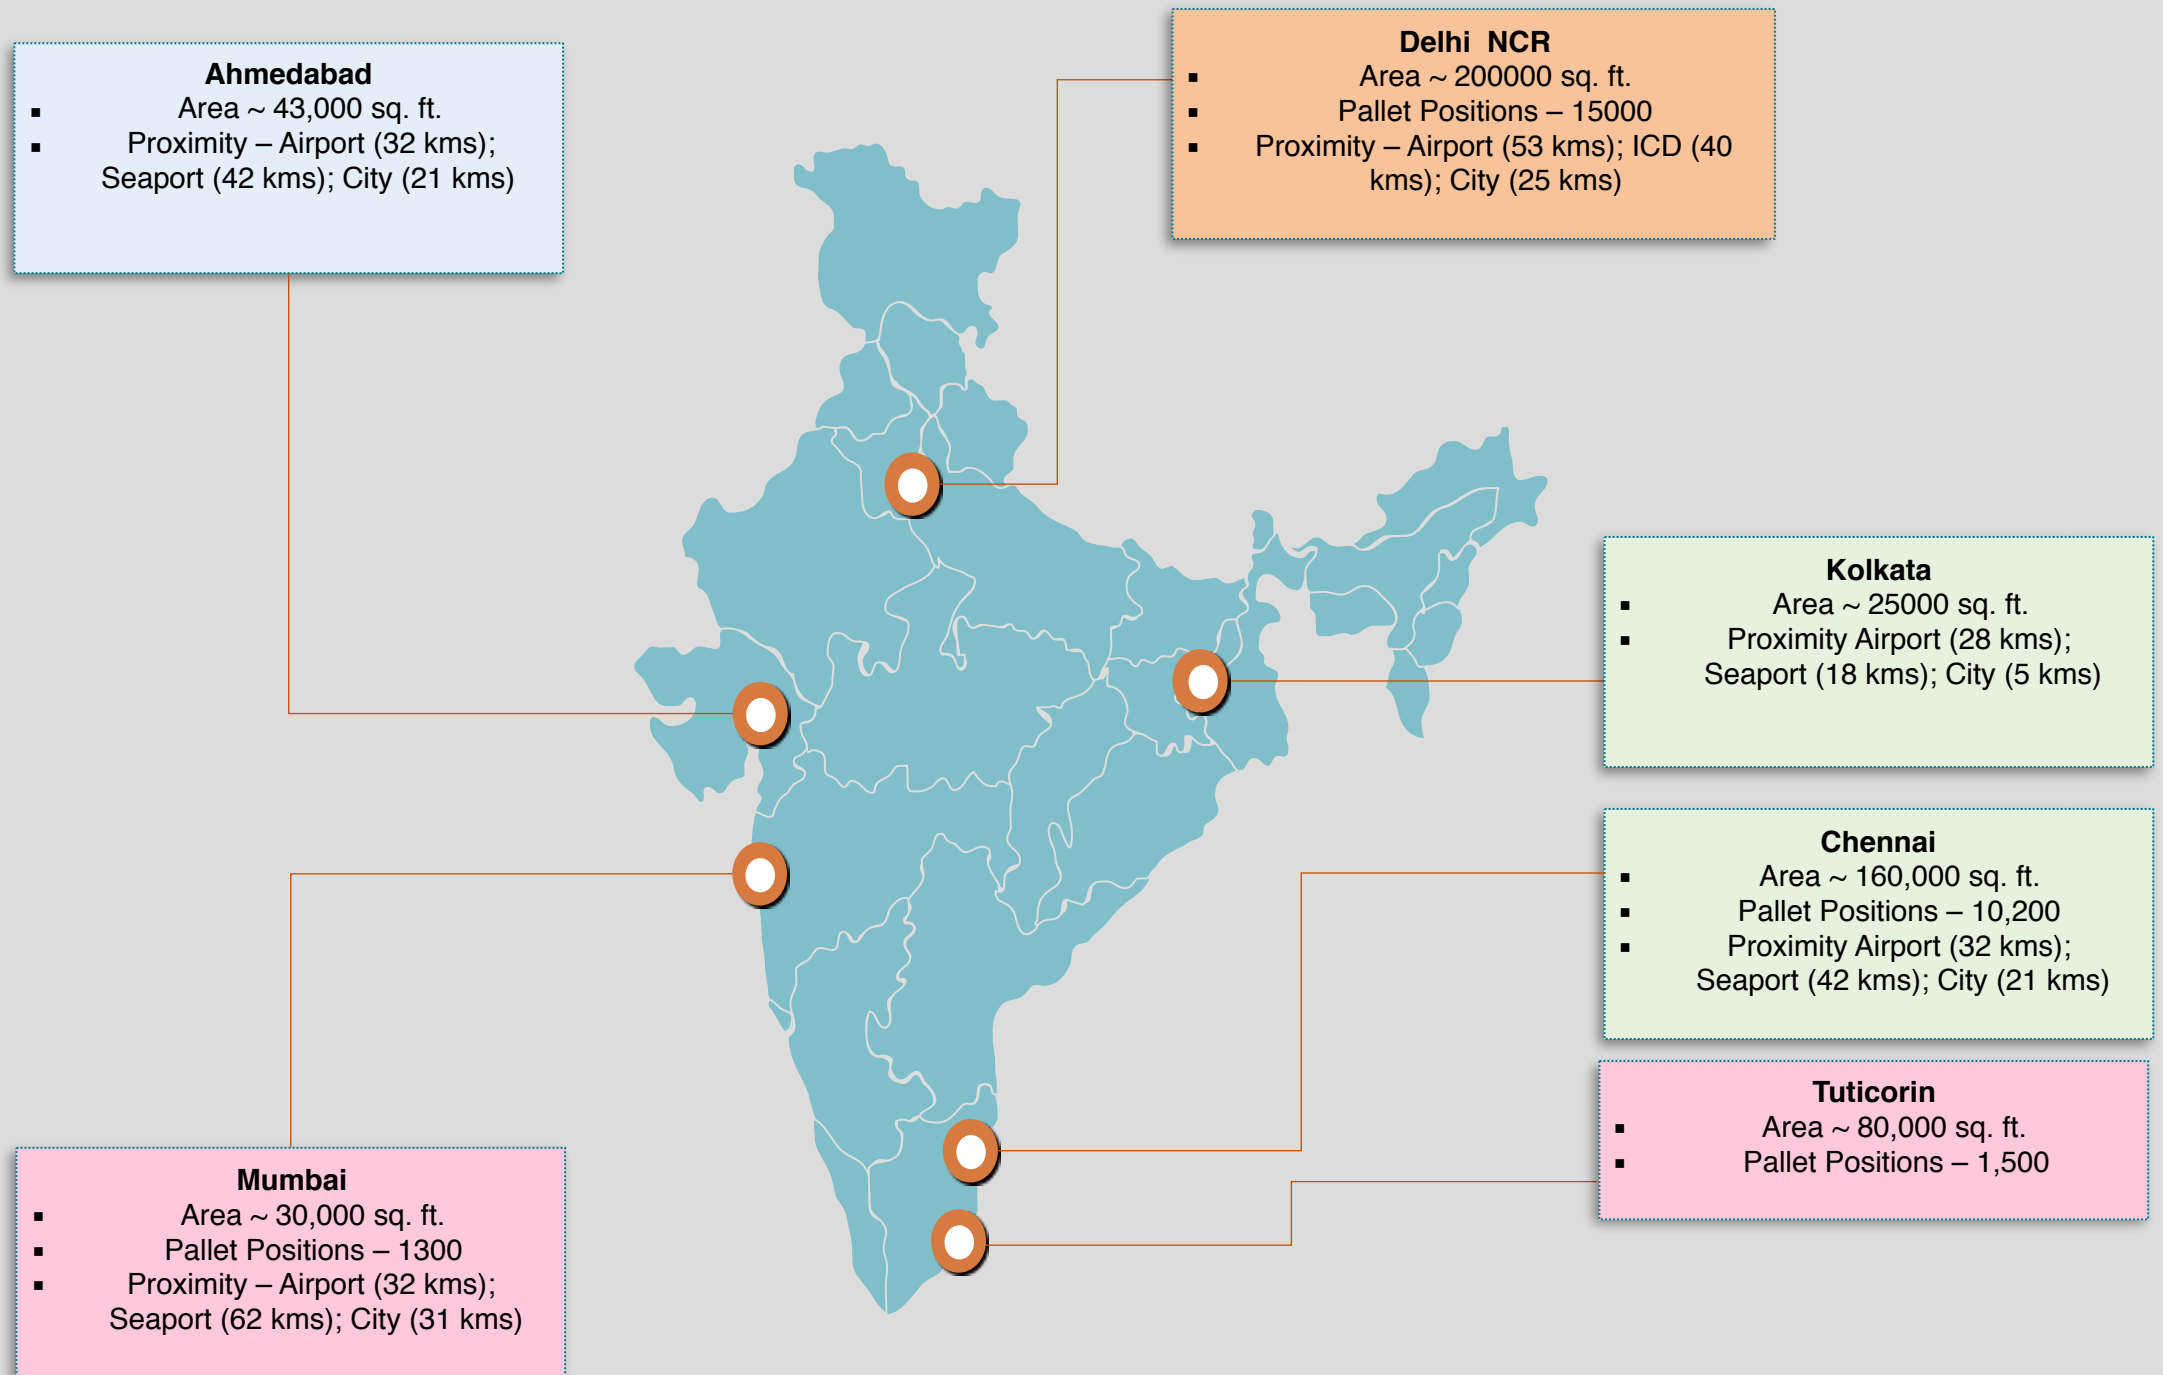 Ahmedabad
▪ Area ~ 43,000 sq. ft.
▪ Proximity – Airport (32 kms);
Seaport (42 kms); City (21 kms)
Delhi  NCR
▪ Area ~ 200000 sq. ft.
▪ Pallet Positions – 15000
▪ Proximity – Airport (53 kms); ICD (40
kms); City (25 kms)
Kolkata
▪ Area ~ 25000 sq. ft.
▪ Proximity Airport (28 kms);
Seaport (18 kms); City (5 kms)
Chennai
▪ Area ~ 160,000 sq. ft.
▪ Pallet Positions – 10,200
▪ Proximity Airport (32 kms);
Seaport (42 kms); City (21 kms)
Tuticorin
▪ Area ~ 80,000 sq. ft.
▪ Pallet Positions – 1,500
Mumbai
▪ Area ~ 30,000 sq. ft.
▪ Pallet Positions – 1300
▪ Proximity – Airport (32 kms);
Seaport (62 kms); City (31 kms)